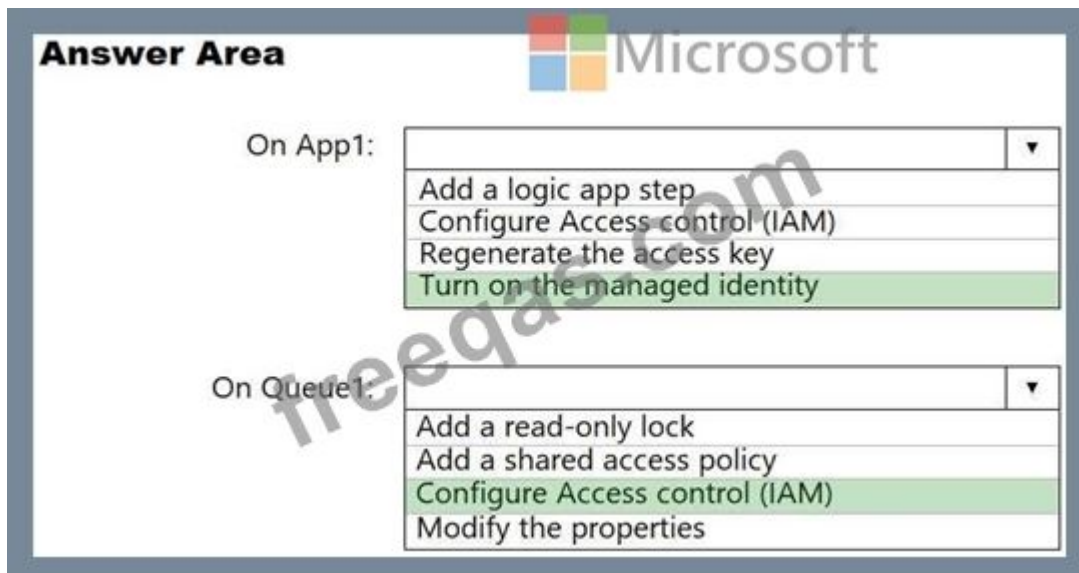 Answer Area
Microsoft
On App1:
Add a logic app step
Configure Access control (IAM)
Regenerate the access key
Turn on the managed identity
On Queue1:
Add a read-only lock
Add a shared access policy
Configure Access control (IAM)
Modify the properties
freeqas.com